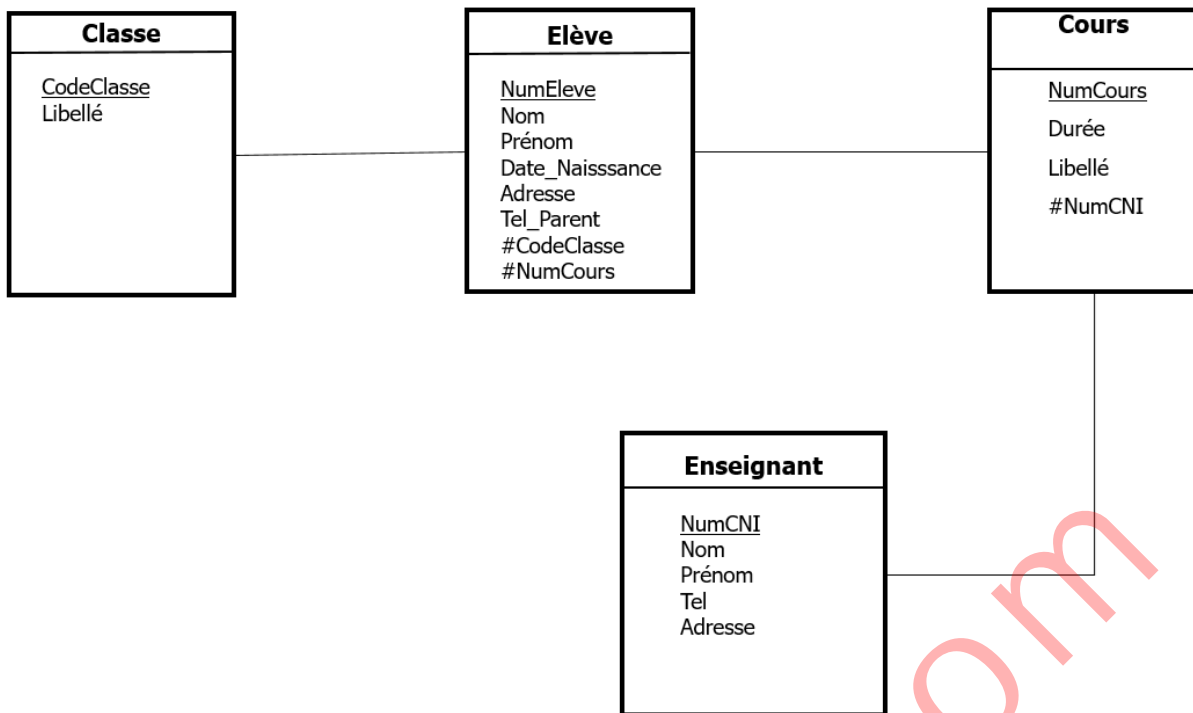 Classe
CodeClasse
Libellé
Elève
NumEleve
Nom
Prénom
Date_Naisssance
Adresse
Tel_Parent
#CodeClasse
#NumCours
Cours
NumCours
Durée
Libellé
#NumCNI
Enseignant
NumCNI
Nom
Prénom
Tel
Adresse
om